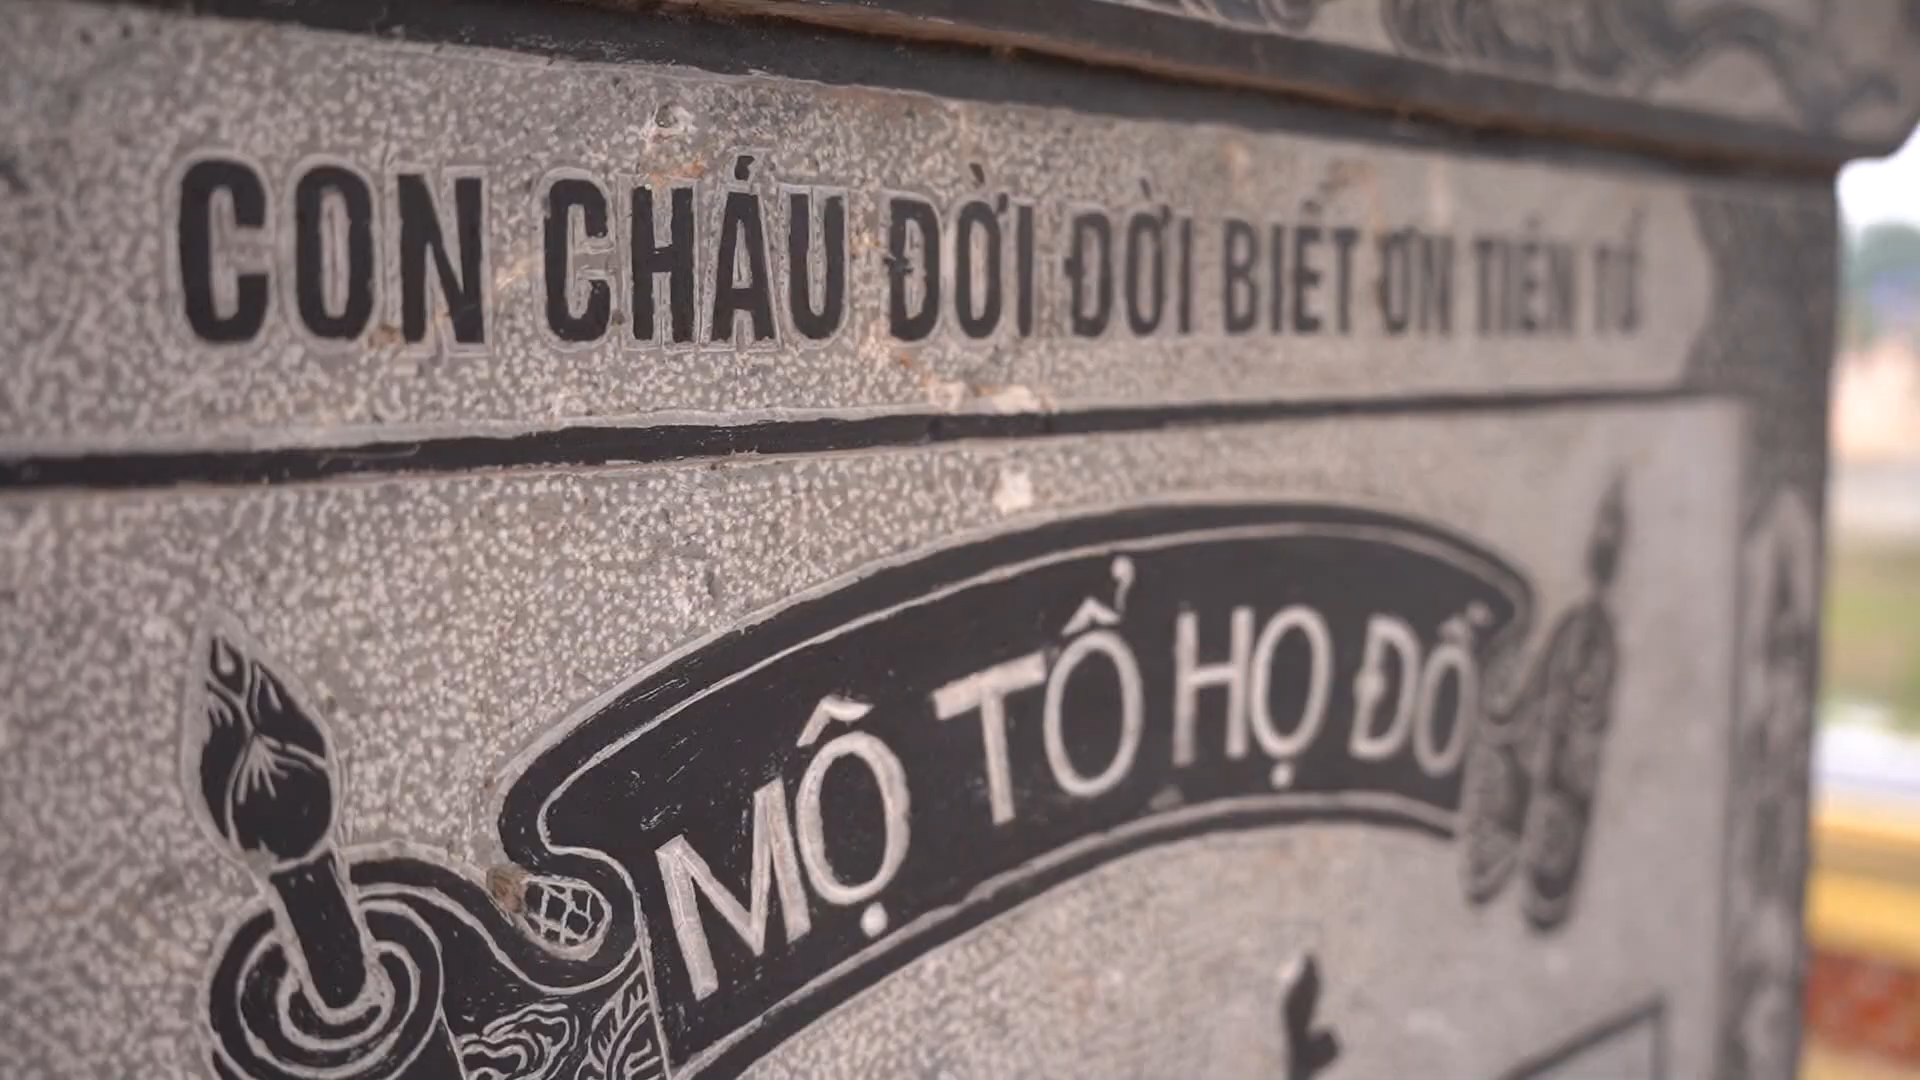 CON CHÁU ĐỜI ĐỜI BIẾT ƠN TIÊN TỔ
MỘ TỔ HỌ ĐỖ